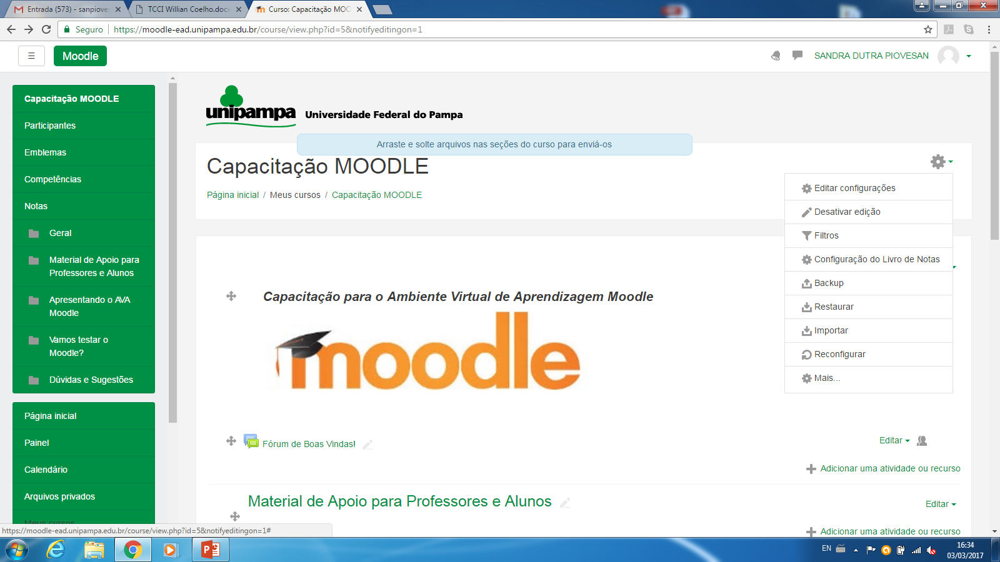 Entrada (573) - sanpioves
TCCI Willian Coelho.docx
Curso: Capacitação MOO
Seguro
https://moodle-ead.unipampa.edu.br/course/view.php?id=5&notifyeditingon=1
Moodle
SANDRA DUTRA PIOVESAN
Capacitação MOODLE
Participantes
Emblemas
Competências
Notas
Geral
Material de Apoio para
Professores e Alunos
Apresentando o AVA
Moodle
Vamos testar o
Moodle?
Dúvidas e Sugestões
Página inicial
Painel
Calendário
Arquivos privados
Meus cursos
unipampa
Universidade Federal do Pampa
Arraste e solte arquivos nas seções do curso para enviá-os
Capacitação MOODLE
Página inicial / Meus cursos / Capacitação MOODLE
Editar configurações
Desativar edição
Filtros
Configuração do Livro de Notas
Backup
Restaurar
Importar
Reconfigurar
Mais...
Capacitação para o Ambiente Virtual de Aprendizagem Moodle
moodle
Fórum de Boas Vindas!
Editar
Adicionar uma atividade ou recurso
Material de Apoio para Professores e Alunos
Editar
Adicionar uma atividade ou recurso
https://moodle-ead.unipampa.edu.br/course/view.php?id=5&notifyeditingon=1#
EN
16:34
03/03/2017